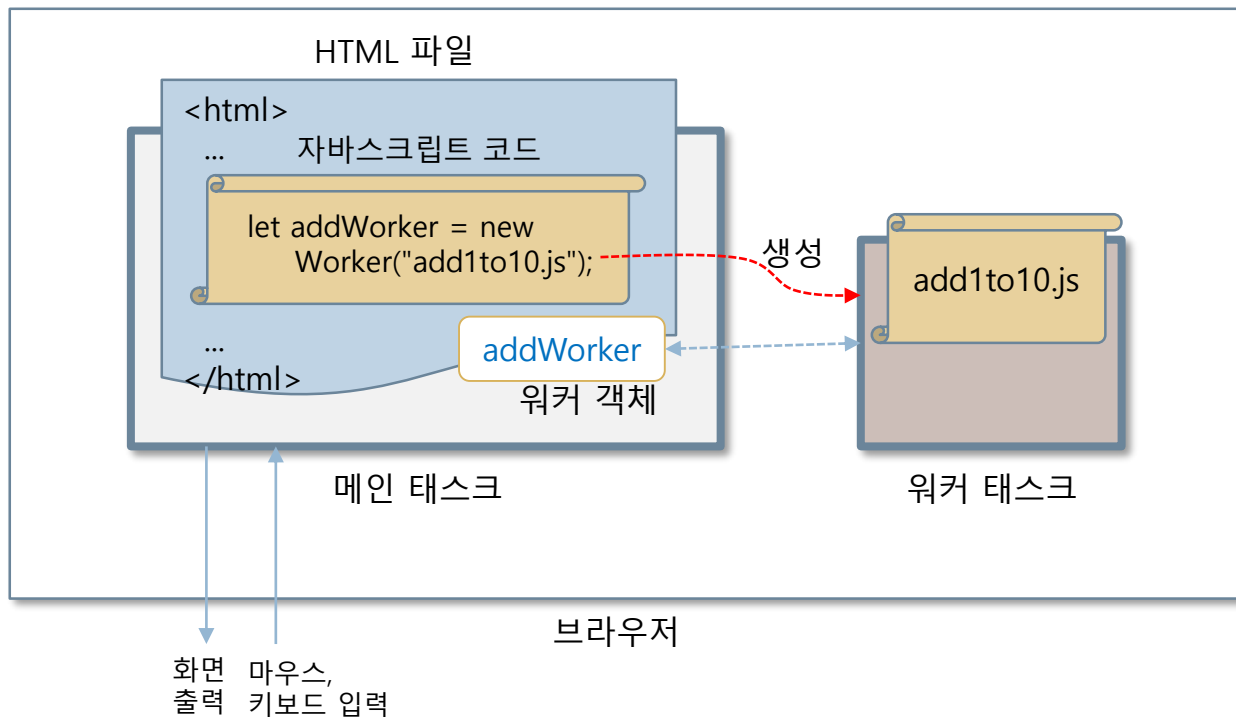 HTML 파일
<html>
... 자바스크립트 코드
let addWorker = new
Worker("add1to10.js");
생성
add1to10.js
...
addWorker
</html>
워커 객체
메인 태스크
워커 태스크
브라우저
화면
출력
마우스,
키보드 입력